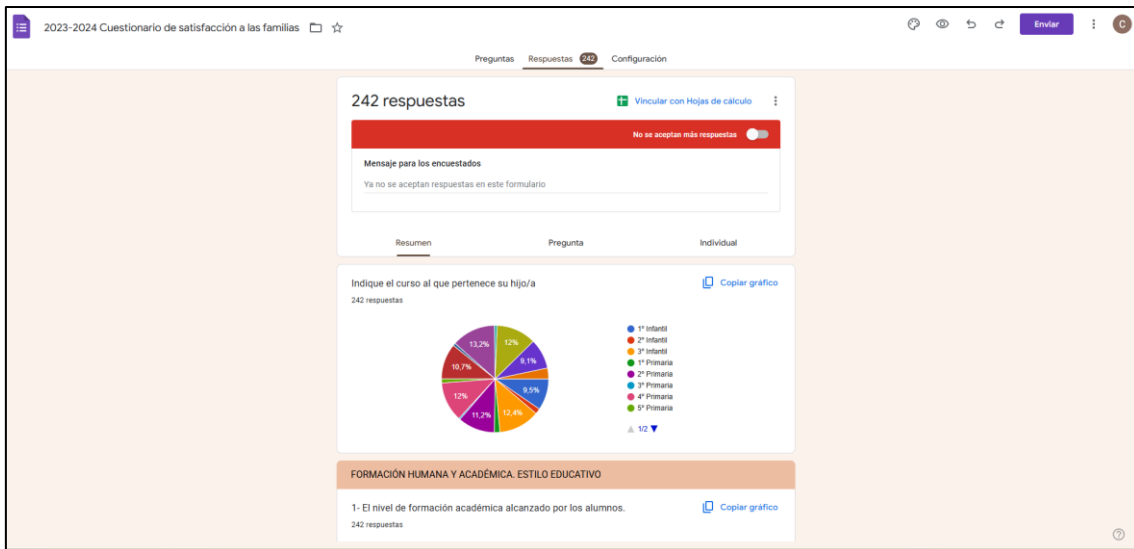 2023-2024 Cuestionario de satisfacción a las familias
Enviar
C
Preguntas Respuestas 242 Configuración
242 respuestas
Vincular con Hojas de cálculo
No se aceptan más respuestas
Mensaje para los encuestados
Ya no se aceptan respuestas en este formulario
Resumen Pregunta Individual
Indique el curso al que pertenece su hijo/a
Copiar gráfico
242 respuestas
13,2%
12%
9,1%
10,7%
9,5%
12%
11,2%
12,4%
1º Infantil
2º Infantil
3º Infantil
1º Primaria
2º Primaria
3º Primaria
4º Primaria
5º Primaria
1/2
FORMACIÓN HUMANA Y ACADÉMICA. ESTILO EDUCATIVO
1- El nivel de formación académica alcanzado por los alumnos.
Copiar gráfico
242 respuestas